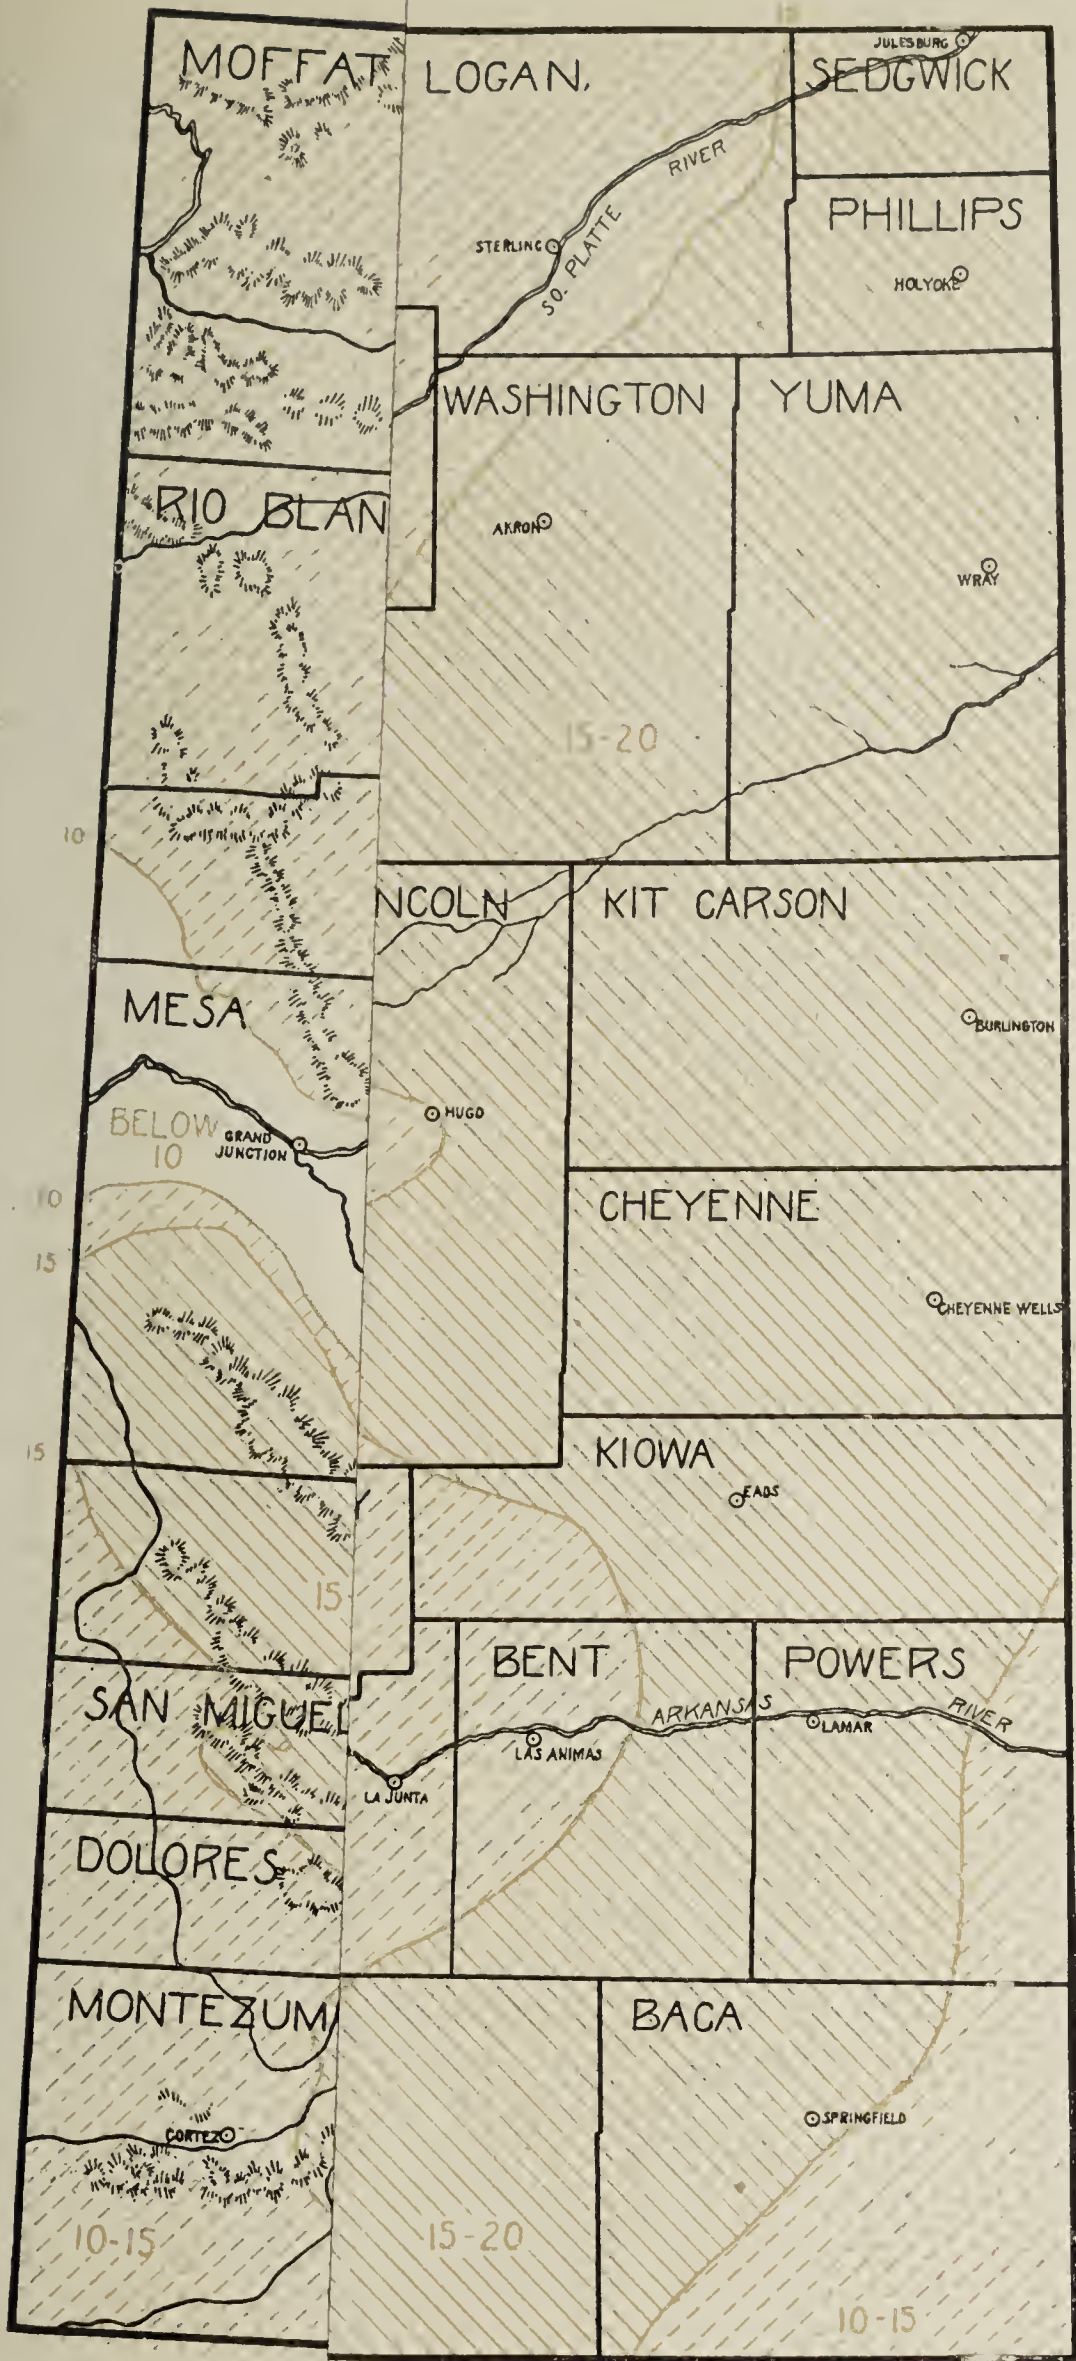 MOFFAT
LOGAN.
JULESBURG
SEDGWICK
RIVER
SO. PLATTE
STERLING
PHILLIPS
HOLYOKE
WASHINGTON
YUMA
RIO BLAN
AKRON
WRAY
15-20
10
NCOLN
KIT CARSON
MESA
BURLINGTON
HUGO
BELOW
10
GRAND
JUNCTION
10
CHEYENNE
15
CHEYENNE WELLS
15
KIOWA
EADS
15
BENT
POWERS
SAN MIGUEL
ARKANSAS
RIVER
LAMAR
LAS ANIMAS
LA JUNTA
DOLORES
MONTEZUMA
BACA
SPRINGFIELD
CORTEZ
10-15
15-20
10-15